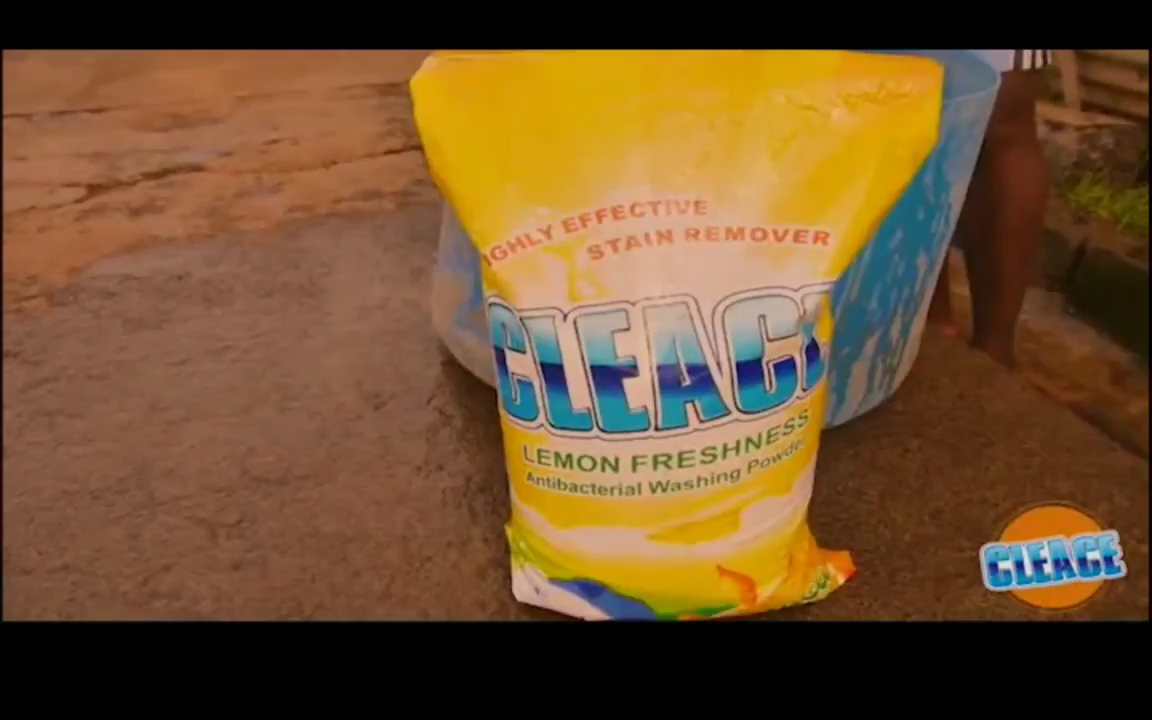 IGHLY EFFECTIVE
STAIN REMOVER
CLEACE
LEMON FRESHNESS
Antibacterial Washing Powder
CLEACE